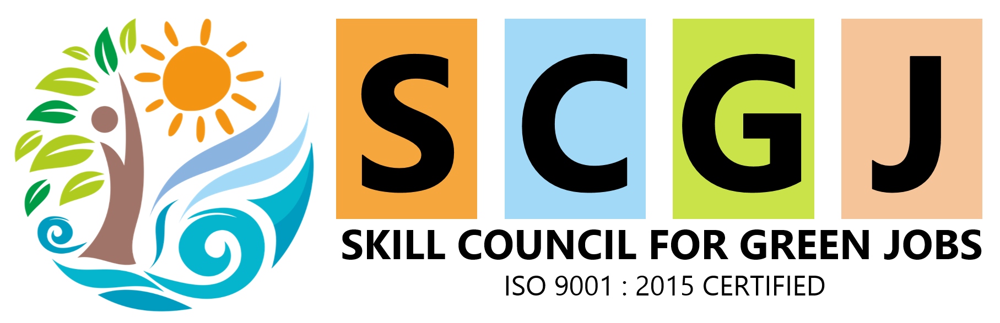 SCGJ
SKILL COUNCIL FOR GREEN JOBS
ISO 9001 : 2015 CERTIFIED